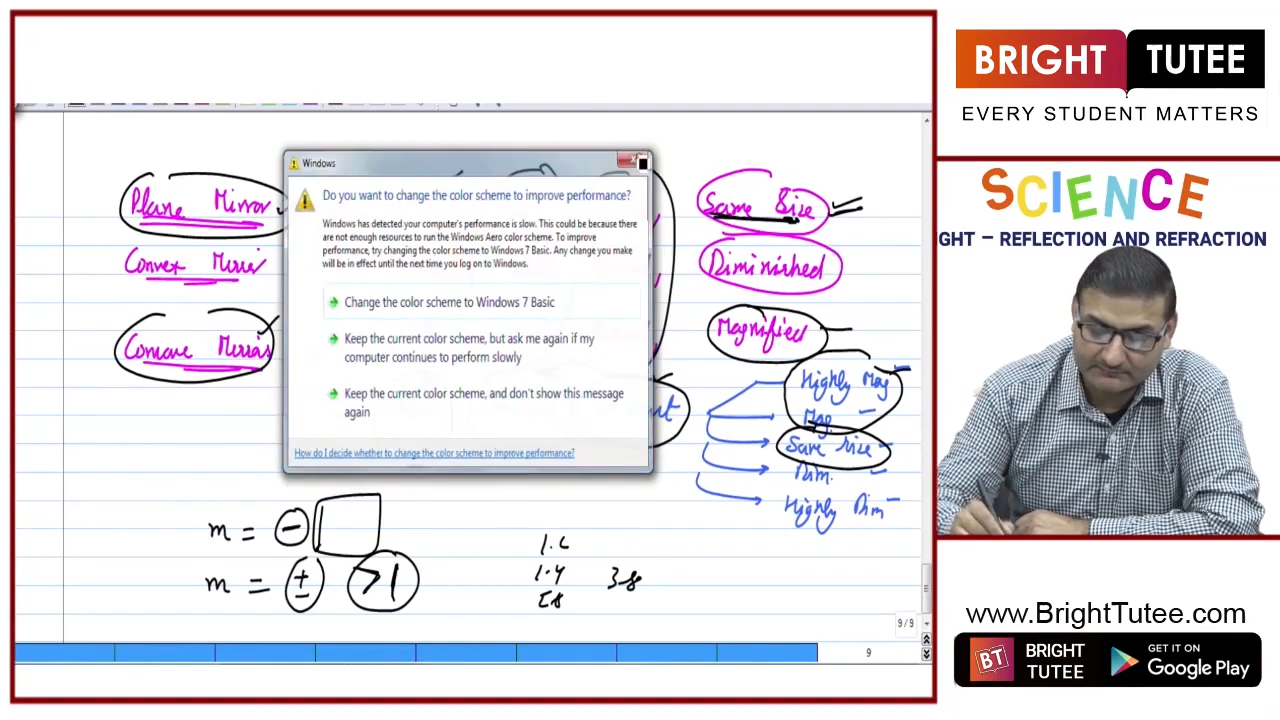 BRIGHT TUTEE
EVERY STUDENT MATTERS
SCIENCE
GHT – REFLECTION AND REFRACTION
Plane Mirror
Convex Mirror
Concave Mirror
Windows
Do you want to change the color scheme to improve performance?
Windows has detected your computer's performance is slow. This could be because there
are not enough resources to run the Windows Aero color scheme. To improve
performance, try changing the color scheme to Windows 7 Basic. Any change you make
will be in effect until the next time you log on to Windows.
Change the color scheme to Windows 7 Basic
Keep the current color scheme, but ask me again if my
computer continues to perform slowly
Keep the current color scheme, and don't show this message
again
How do I decide whether to change the color scheme to improve performance?
Same Size
Diminished
Magnified
Highly Mag
Mag.
Same Size
Dim.
Highly Dim
m = −
m = ± >1
1.4
3.8
9/9
9
www.BrightTutee.com
BT BRIGHT
TUTEE
GET IT ON
Google Play